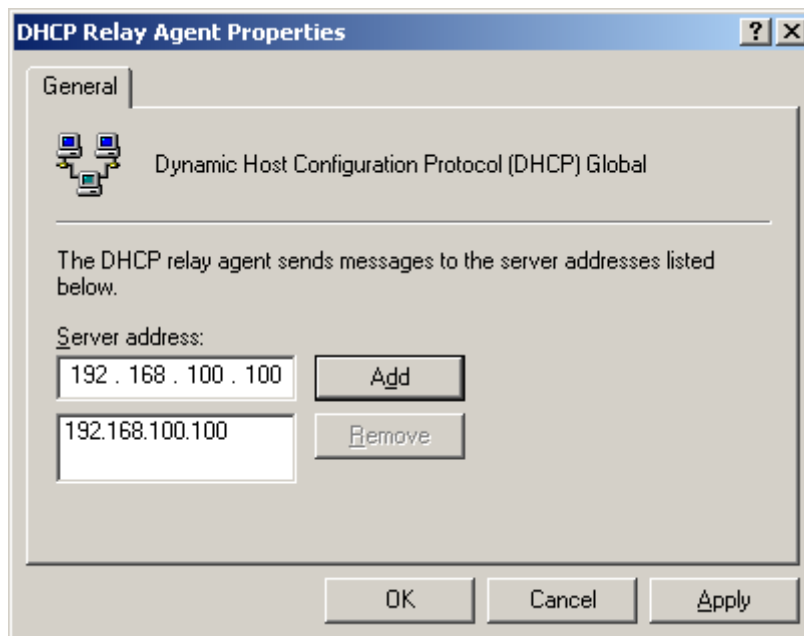 DHCP Relay Agent Properties
General
Dynamic Host Configuration Protocol (DHCP) Global
The DHCP relay agent sends messages to the server addresses listed
below.
Server address:
192 . 168 . 100 . 100
Add
192.168.100.100
Remove
OK
Cancel
Apply